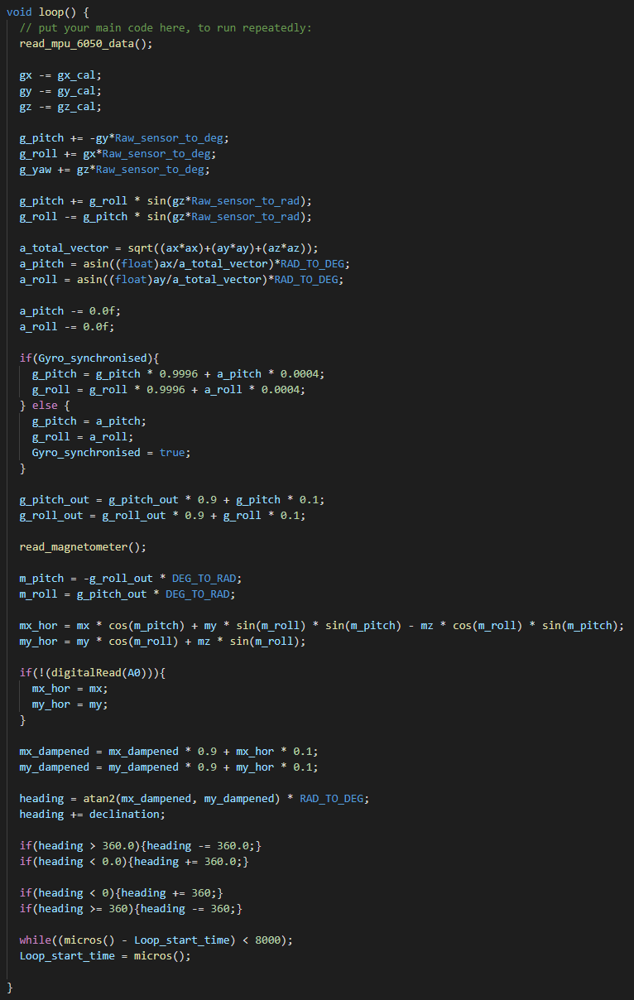 void loop() {
  // put your main code here, to run repeatedly:
  read_mpu_6050_data();

  gx -= gx_cal;
  gy -= gy_cal;
  gz -= gz_cal;

  g_pitch += -gy*Raw_sensor_to_deg;
  g_roll += gx*Raw_sensor_to_deg;
  g_yaw += gz*Raw_sensor_to_deg;

  g_pitch += g_roll * sin(gz*Raw_sensor_to_rad);
  g_roll -= g_pitch * sin(gz*Raw_sensor_to_rad);

  a_total_vector = sqrt((ax*ax)+(ay*ay)+(az*az));
  a_pitch = asin((float)ax/a_total_vector)*RAD_TO_DEG;
  a_roll = asin((float)ay/a_total_vector)*RAD_TO_DEG;

  a_pitch -= 0.0f;
  a_roll -= 0.0f;

  if(Gyro_synchronised){
    g_pitch = g_pitch * 0.9996 + a_pitch * 0.0004;
    g_roll = g_roll * 0.9996 + a_roll * 0.0004;
  } else {
    g_pitch = a_pitch;
    g_roll = a_roll;
    Gyro_synchronised = true;
  }

  g_pitch_out = g_pitch_out * 0.9 + g_pitch * 0.1;
  g_roll_out = g_roll_out * 0.9 + g_roll * 0.1;

  read_magnetometer();

  m_pitch = -g_roll_out * DEG_TO_RAD;
  m_roll = g_pitch_out * DEG_TO_RAD;

  mx_hor = mx * cos(m_pitch) + my * sin(m_roll) * sin(m_pitch) - mz * cos(m_roll) * sin(m_pitch);
  my_hor = my * cos(m_roll) + mz * sin(m_roll);

  if(!(digitalRead(A0))){
    mx_hor = mx;
    my_hor = my;
  }

  mx_dampened = mx_dampened * 0.9 + mx_hor * 0.1;
  my_dampened = my_dampened * 0.9 + my_hor * 0.1;

  heading = atan2(mx_dampened, my_dampened) * RAD_TO_DEG;
  heading += declination;

  if(heading > 360.0){heading -= 360.0;}
  if(heading < 0.0){heading += 360.0;}

  if(heading < 0){heading += 360;}
  if(heading >= 360){heading -= 360;}

  while((micros() - Loop_start_time) < 8000);
  Loop_start_time = micros();

}